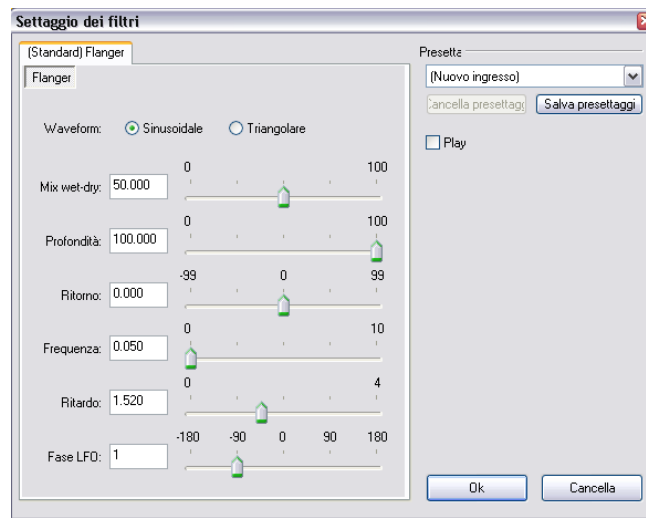 Settaggio dei filtri
(Standard) Flanger
Flanger
Waveform: Sinusoidale Triangolare
0 100
Mix wet-dry: 50.000
0 100
Profondità: 100.000
-99 0 99
Ritorno: 0.000
0 10
Frequenza: 0.050
0 4
Ritardo: 1.520
-180 -90 0 90 180
Fase LFO: 1
Presetta
(Nuovo ingresso)
Cancella presettagg Salva presettaggi
Play
Ok Cancella